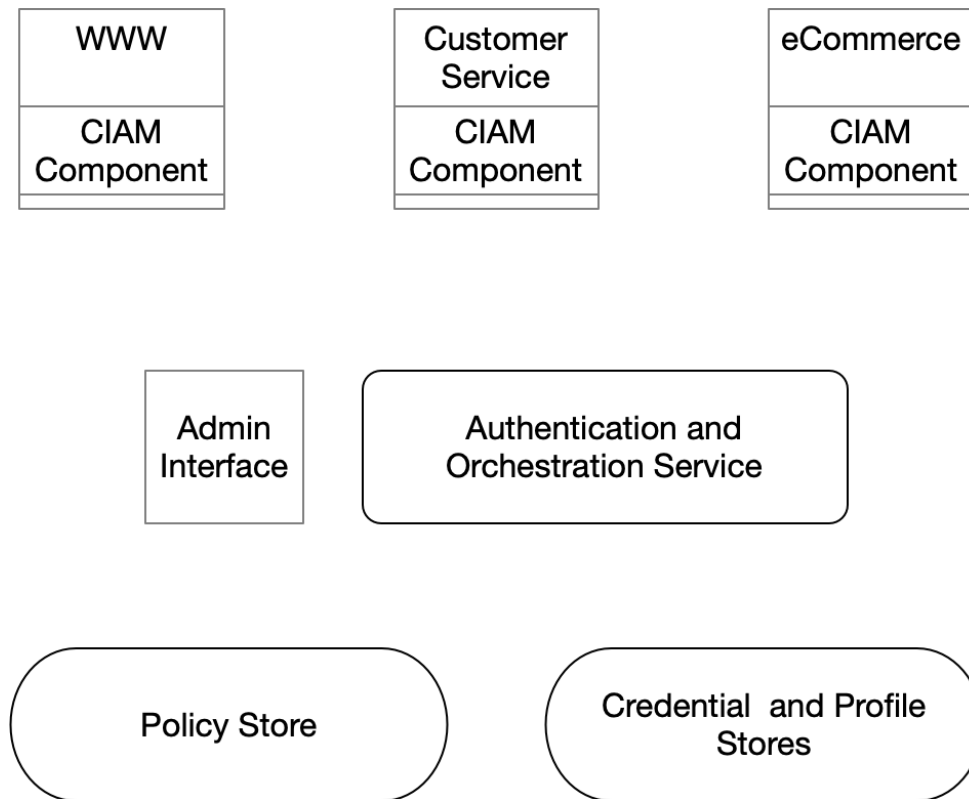 WWW
Customer
Service
eCommerce
CIAM
Component
CIAM
Component
CIAM
Component
Admin
Interface
Authentication and
Orchestration Service
Policy Store
Credential  and Profile
Stores